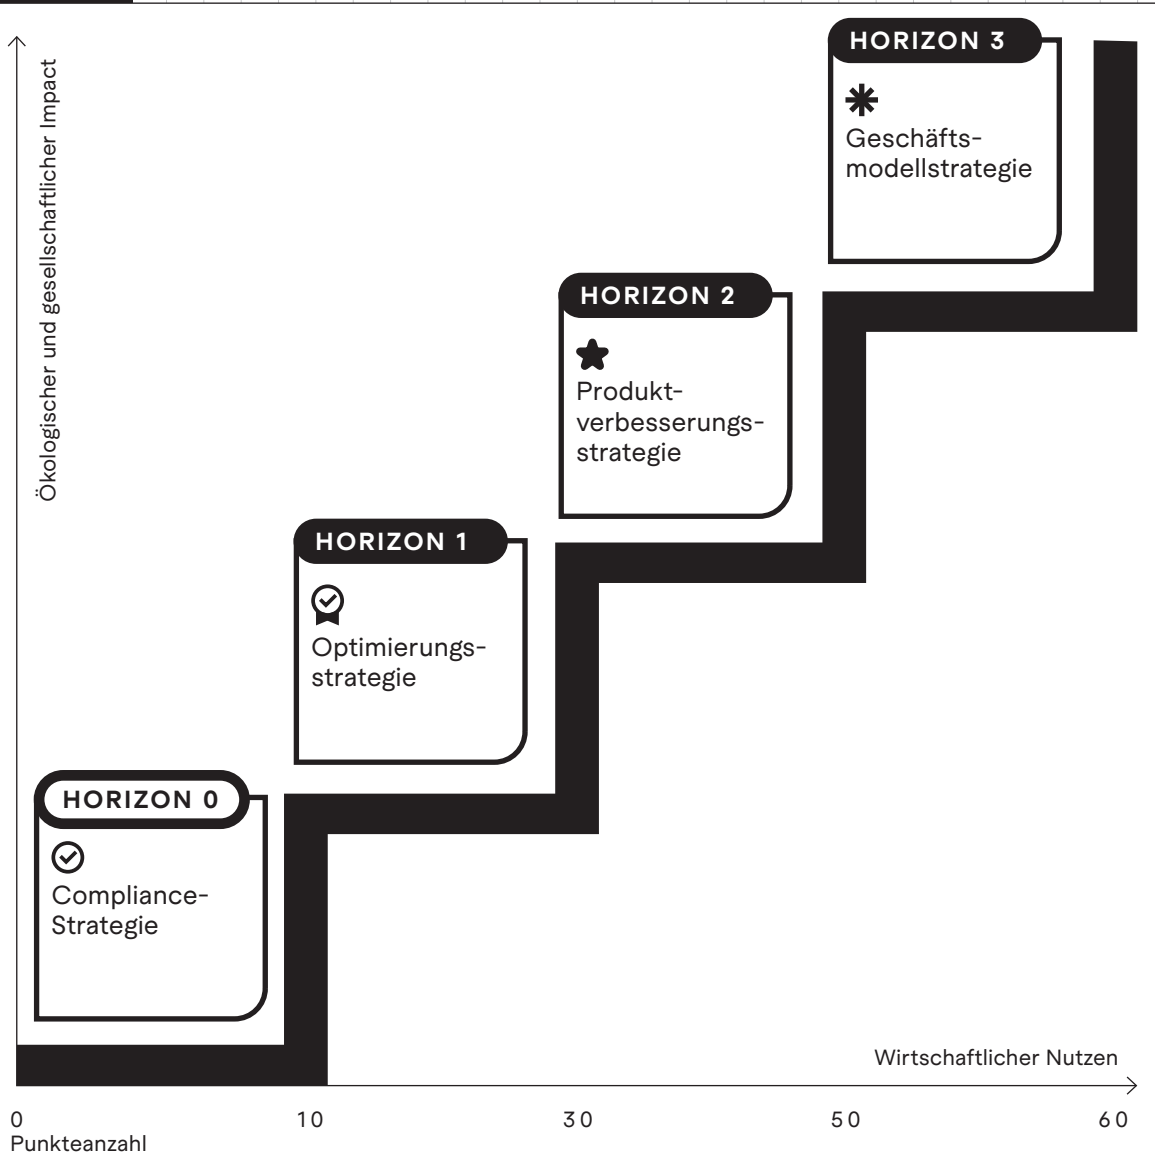 Ökologischer und gesellschaftlicher Impact
HORIZON 3
Geschäfts-
modellstrategie
HORIZON 2
Produkt-
verbesserungs-
strategie
HORIZON 1
Optimierungs-
strategie
HORIZON 0
Compliance-
Strategie
Wirtschaftlicher Nutzen
0 10 30 50 60
Punkteanzahl